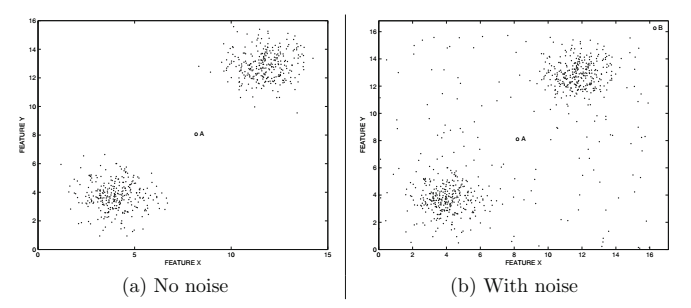 16
14
12
10
8
6
4
2
0
FEATURE Y
A
0 5 10 15
FEATURE X
(a) No noise
16
14
12
10
8
6
4
2
0
FEATURE Y
B
A
0 2 4 6 8 10 12 14 16
FEATURE X
(b) With noise